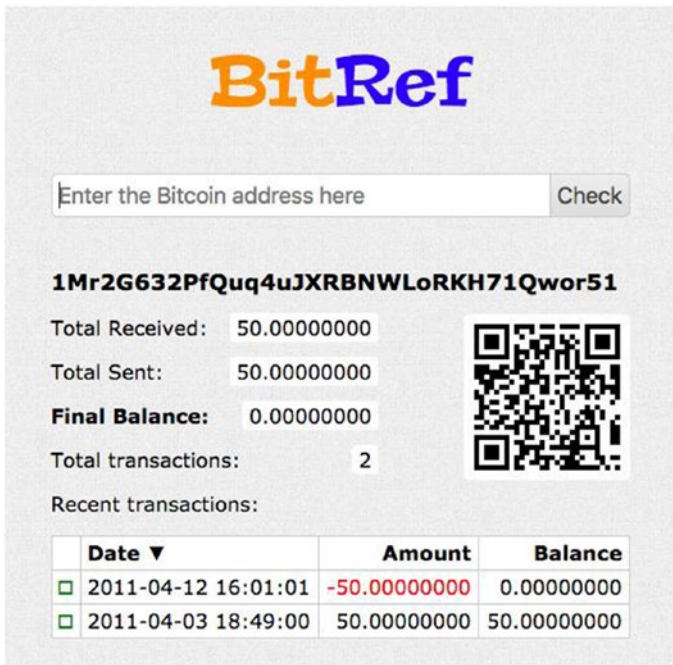 BitRef
Enter the Bitcoin address here Check
1Mr2G632PfQuq4uJXRBNWLoRKH71Qwor51
Total Received: 50.00000000
Total Sent: 50.00000000
Final Balance: 0.00000000
Total transactions: 2
Recent transactions:
Date ▼ Amount Balance
2011-04-12 16:01:01 -50.00000000 0.00000000
2011-04-03 18:49:00 50.00000000 50.00000000